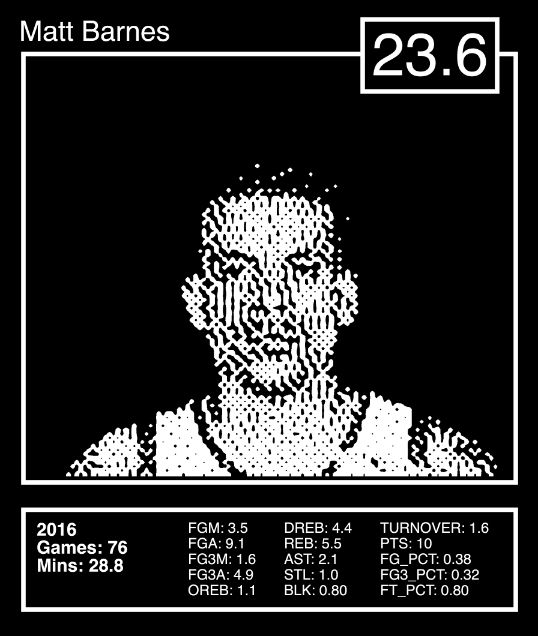 Matt Barnes
23.6
2016
Games: 76
Mins: 28.8
FGM: 3.5
FGA: 9.1
FG3M: 1.6
FG3A: 4.9
OREB: 1.1
DREB: 4.4
REB: 5.5
AST: 2.1
STL: 1.0
BLK: 0.80
TURNOVER: 1.6
PTS: 10
FG_PCT: 0.38
FG3_PCT: 0.32
FT_PCT: 0.80